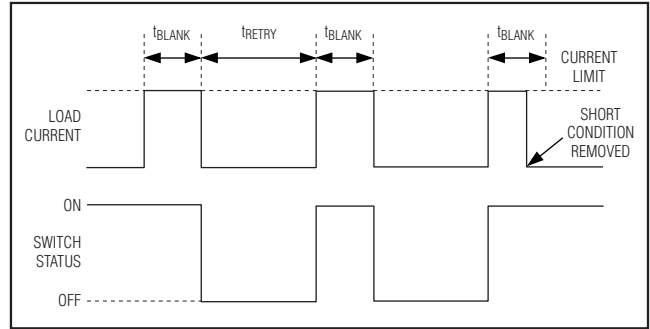 tBLANK
tRETRY
tBLANK
tBLANK
CURRENT
LIMIT
LOAD
CURRENT
SHORT
CONDITION
REMOVED
ON
SWITCH
STATUS
OFF